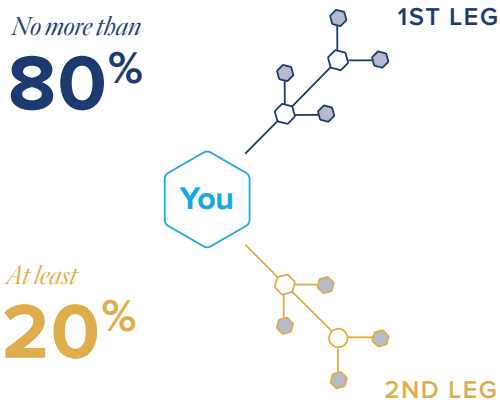 No more than
80%
1ST LEG
You
At least
20%
2ND LEG